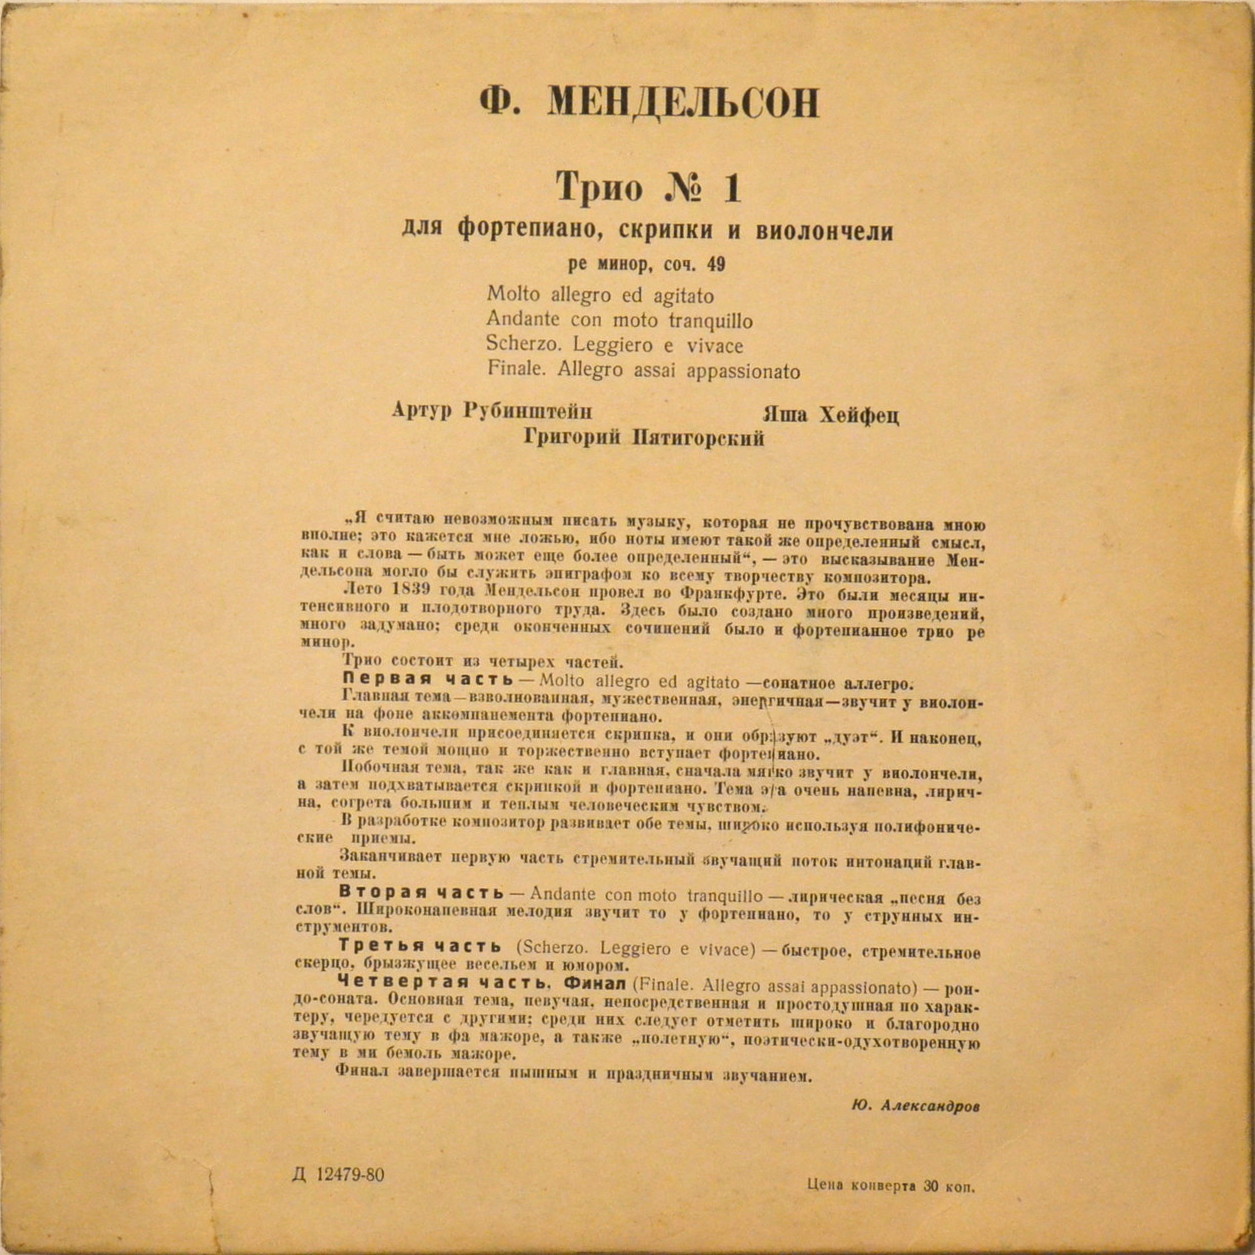 Ф. МЕНДЕЛЬСОН
Трио № 1
для фортепиано, скрипки и виолончели
ре минор, соч. 49
Molto allegro ed agitato
Andante con moto tranquillo
Scherzo. Leggiero e vivace
Finale. Allegro assai appassionato
Артур Рубинштейн Яша Хейфец
Григорий Пятигорский
„Я считаю невозможным писать музыку, которая не прочувствована мною
вполне; это кажется мне ложью, ибо ноты имеют такой же определенный смысл,
как и слова — быть может еще более определенный“, — это высказывание Мен-
дельсона могло бы служить эпиграфом ко всему творчеству композитора.
Лето 1839 года Мендельсон провел во Франкфурте. Это были месяцы ин-
тенсивного и плодотворного труда. Здесь было создано много произведений,
много задумано; среди оконченных сочинений было и фортепианное трио ре
минор.
Трио состоит из четырех частей.
Первая часть — Molto allegro ed agitato — сонатное аллегро.
Главная тема — взволнованная, мужественная, энергичная — звучит у виолон-
чели на фоне аккомпанемента фортепиано.
К виолончели присоединяется скрипка, и они образуют „дуэт“. И наконец,
с той же темой мощно и торжественно вступает фортепиано.
Побочная тема, так же как и главная, сначала мягко звучит у виолончели,
а затем подхватывается скрипкой и фортепиано. Тема эта очень напевна, лирич-
на, согрета большим и теплым человеческим чувством.
В разработке композитор развивает обе темы, широко используя полифониче-
ские приемы.
Заканчивает первую часть стремительный звучащий поток интонаций глав-
ной темы.
Вторая часть — Andante con moto tranquillo — лирическая „песня без
слов“. Широконапевная мелодия звучит то у фортепиано, то у струнных ин-
струментов.
Третья часть (Scherzo. Leggiero e vivace) — быстрое, стремительное
скерцо, брызжущее весельем и юмором.
Четвертая часть. Финал (Finale. Allegro assai appassionato) — рон-
до-соната. Основная тема, певучая, непосредственная и простодушная по харак-
теру, чередуется с другими; среди них следует отметить широко и благородно
звучащую тему в фа мажоре, а также „полетную“, поэтически-одухотворенную
тему в ми бемоль мажоре.
Финал завершается пышным и праздничным звучанием.
Ю. Александров
Д 12479-80
Цена конверта 30 коп.